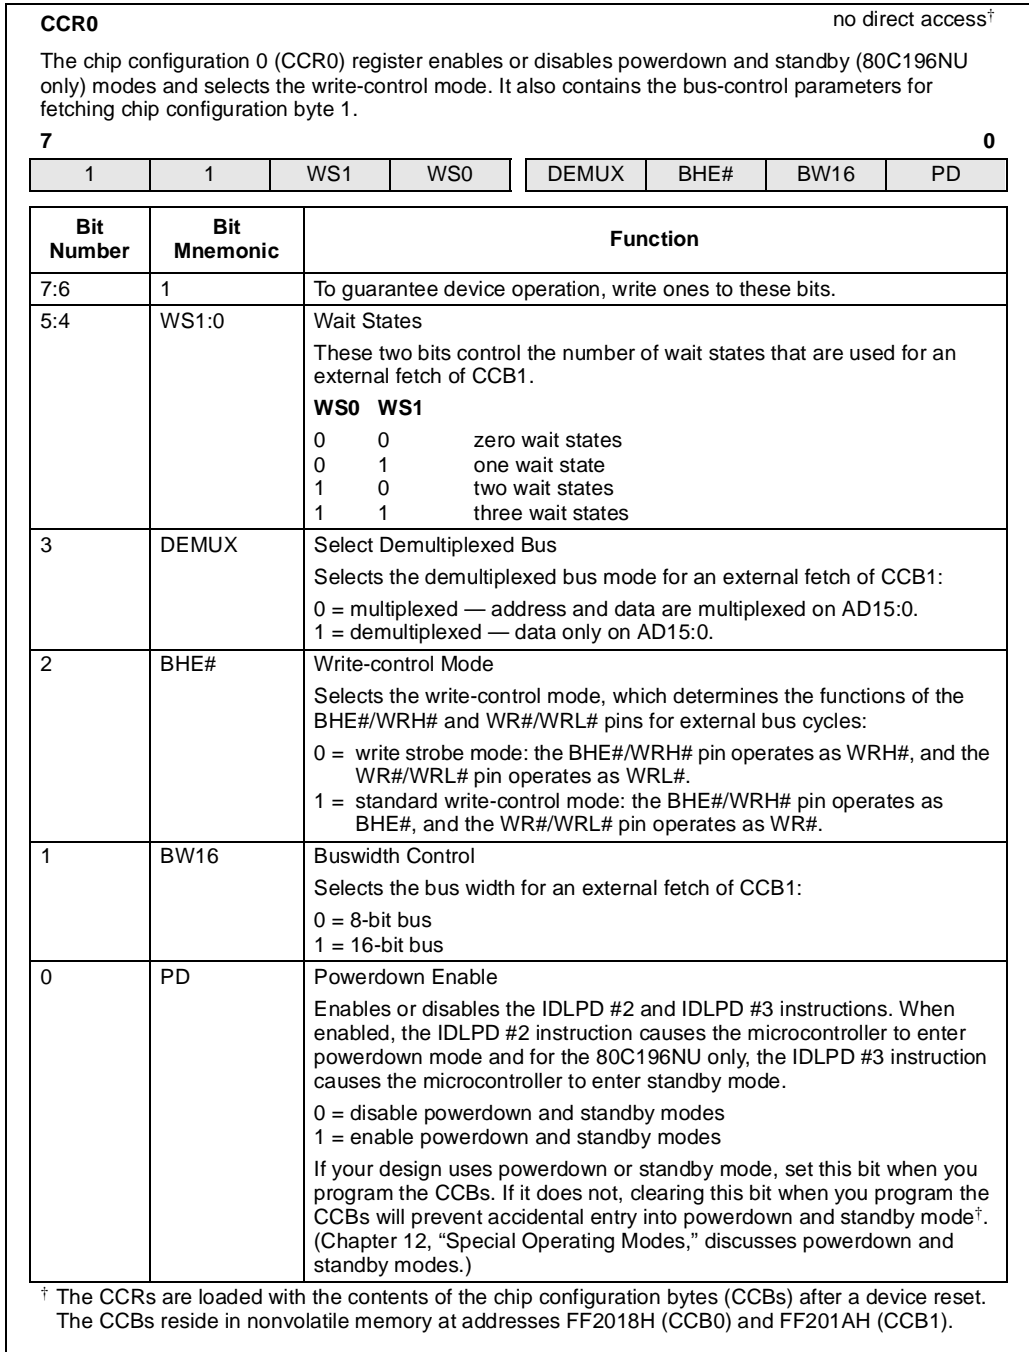 CCR0 no direct access†
The chip configuration 0 (CCR0) register enables or disables powerdown and standby (80C196NU
only) modes and selects the write-control mode. It also contains the bus-control parameters for
fetching chip configuration byte 1.
7 0
1 1 WS1 WS0 DEMUX BHE# BW16 PD
Bit Number Bit Mnemonic Function
7:6 1 To guarantee device operation, write ones to these bits.
5:4 WS1:0 Wait States
These two bits control the number of wait states that are used for an
external fetch of CCB1.
WS0 WS1
0 0 zero wait states
0 1 one wait state
1 0 two wait states
1 1 three wait states
3 DEMUX Select Demultiplexed Bus
Selects the demultiplexed bus mode for an external fetch of CCB1:
0 = multiplexed — address and data are multiplexed on AD15:0.
1 = demultiplexed — data only on AD15:0.
2 BHE# Write-control Mode
Selects the write-control mode, which determines the functions of the
BHE#/WRH# and WR#/WRL# pins for external bus cycles:
0 = write strobe mode: the BHE#/WRH# pin operates as WRH#, and the
WR#/WRL# pin operates as WRL#.
1 = standard write-control mode: the BHE#/WRH# pin operates as
BHE#, and the WR#/WRL# pin operates as WR#.
1 BW16 Buswidth Control
Selects the bus width for an external fetch of CCB1:
0 = 8-bit bus
1 = 16-bit bus
0 PD Powerdown Enable
Enables or disables the IDLPD #2 and IDLPD #3 instructions. When
enabled, the IDLPD #2 instruction causes the microcontroller to enter
powerdown mode and for the 80C196NU only, the IDLPD #3 instruction
causes the microcontroller to enter standby mode.
0 = disable powerdown and standby modes
1 = enable powerdown and standby modes
If your design uses powerdown or standby mode, set this bit when you
program the CCBs. If it does not, clearing this bit when you program the
CCBs will prevent accidental entry into powerdown and standby mode†.
(Chapter 12, “Special Operating Modes,” discusses powerdown and
standby modes.)
† The CCRs are loaded with the contents of the chip configuration bytes (CCBs) after a device reset.
The CCBs reside in nonvolatile memory at addresses FF2018H (CCB0) and FF201AH (CCB1).